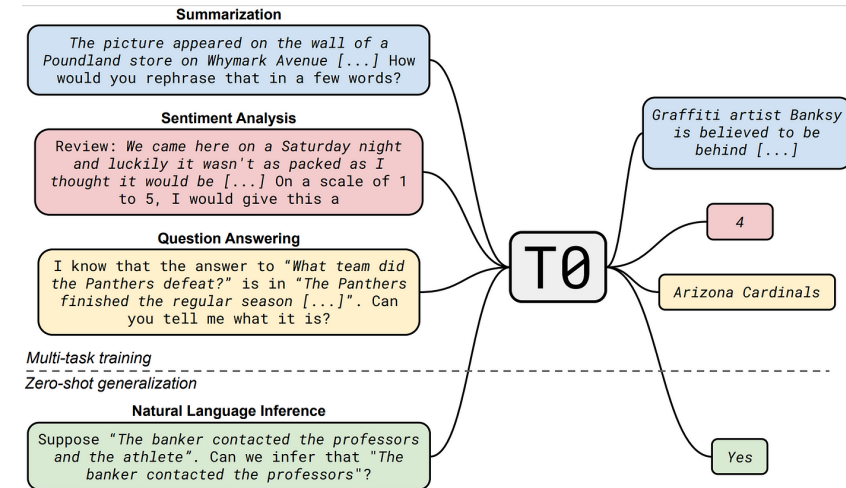 Summarization
The picture appeared on the wall of a
Poundland store on Whymark Avenue [...] How
would you rephrase that in a few words?
Graffiti artist Banksy
is believed to be
behind [...]
Sentiment Analysis
Review: We came here on a Saturday night
and luckily it wasn't as packed as I
thought it would be [...] On a scale of 1
to 5, I would give this a
4
Question Answering
I know that the answer to “What team did
the Panthers defeat?” is in “The Panthers
finished the regular season [...]”. Can
you tell me what it is?
T0
Arizona Cardinals
Multi-task training
Zero-shot generalization
Natural Language Inference
Suppose “The banker contacted the professors
and the athlete”. Can we infer that "The
banker contacted the professors"?
Yes